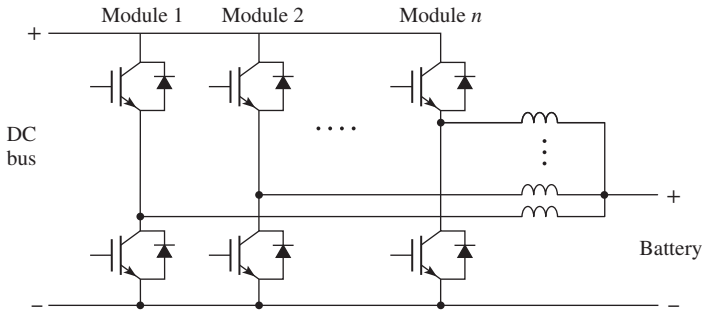 Module 1 Module 2 Module n
+
DC
bus
....
+
Battery
− −